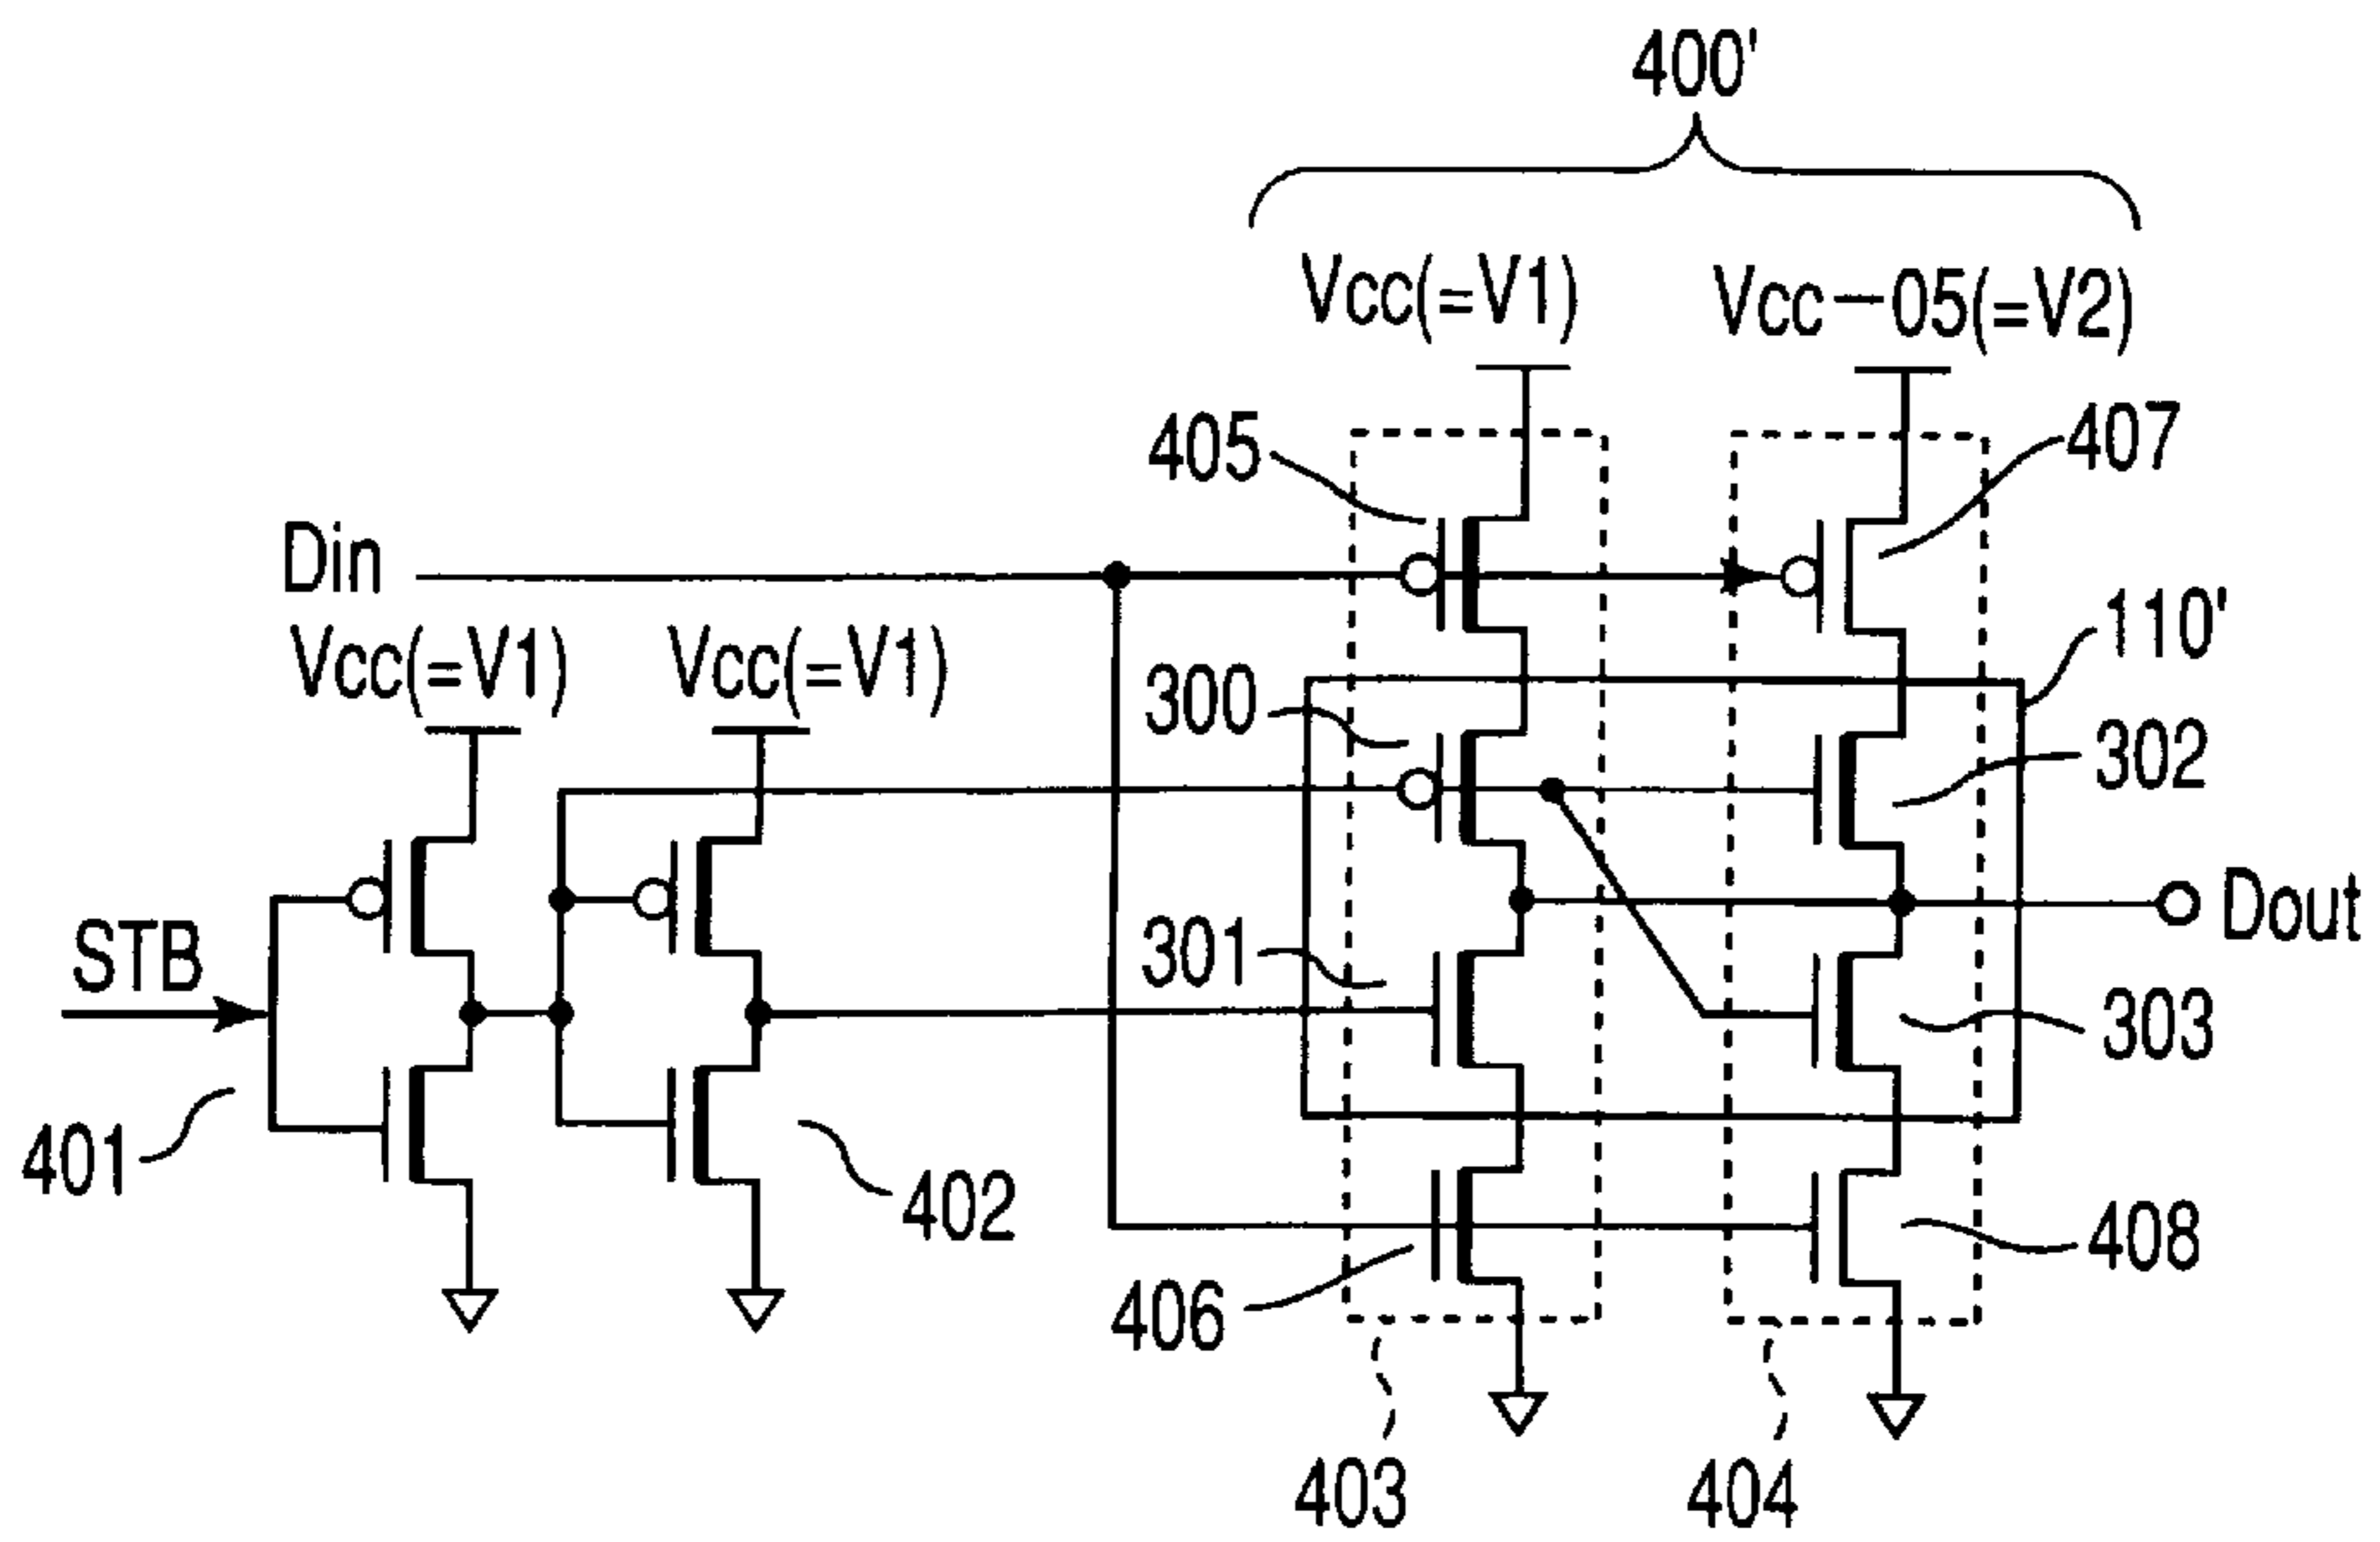 400'
Vcc(=V1)
Vcc-05(=V2)
405
407
Din
110'
Vcc(=V1)
Vcc(=V1)
300
302
STB
301
Dout
303
401
402
406
408
403
404